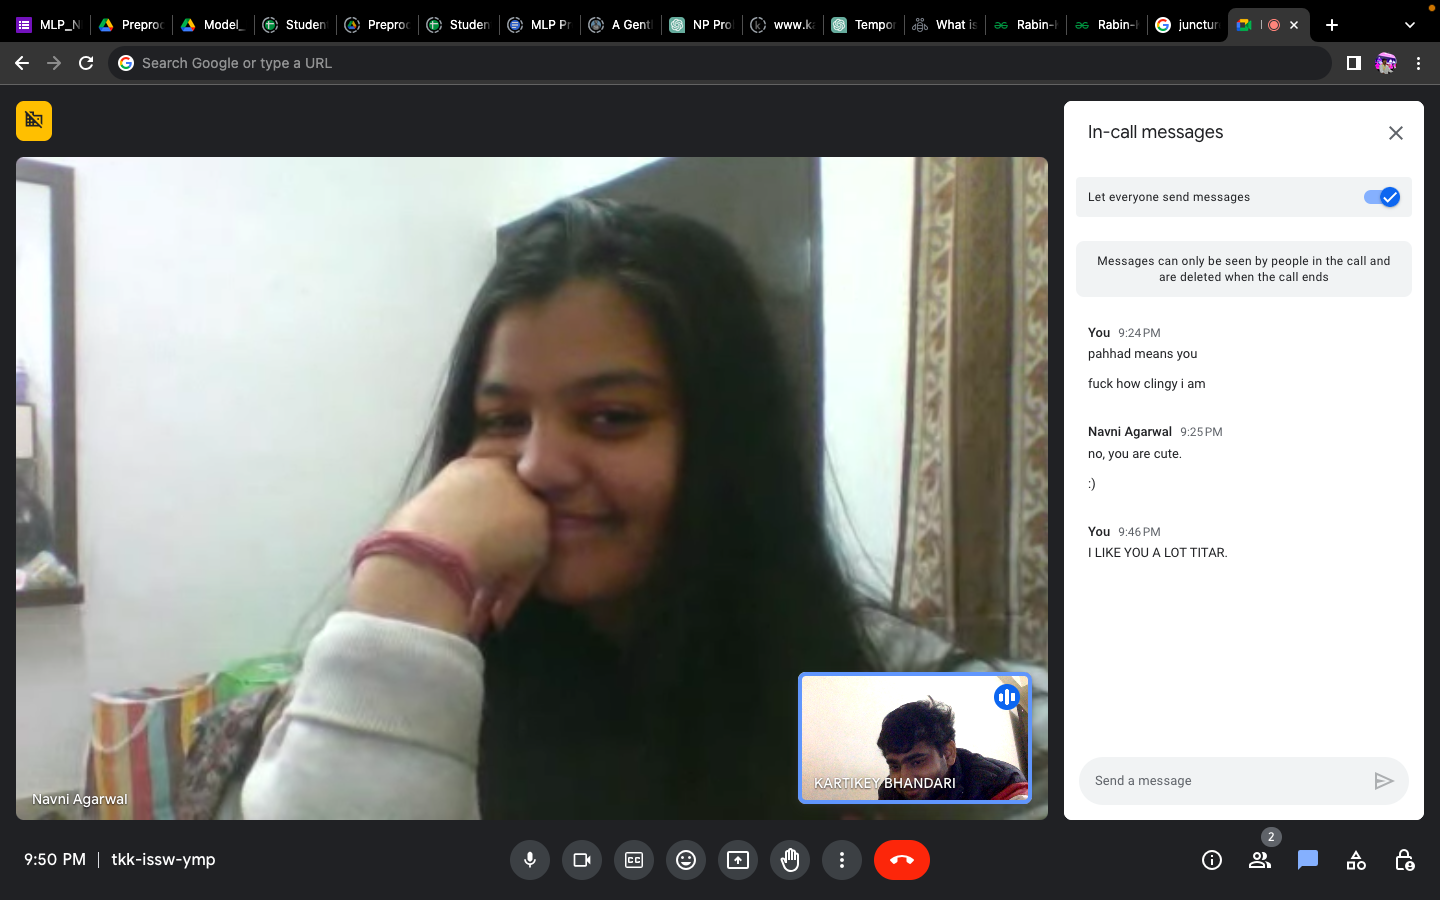 MLP_N
Preproc
Model_
Studen
Preproc
Studen
MLP Pr
A Gent
NP Pro
www.ka
Tempor
What is
Rabin-K
Rabin-K
junctur
Search Google or type a URL
In-call messages
Let everyone send messages
Messages can only be seen by people in the call and
are deleted when the call ends
You 9:24 PM
pahhad means you
fuck how clingy i am
Navni Agarwal 9:25 PM
no, you are cute.
:)
You 9:46 PM
I LIKE YOU A LOT TITAR.
Send a message
KARTIKEY BHANDARI
Navni Agarwal
9:50 PM | tkk-issw-ymp
CC
2